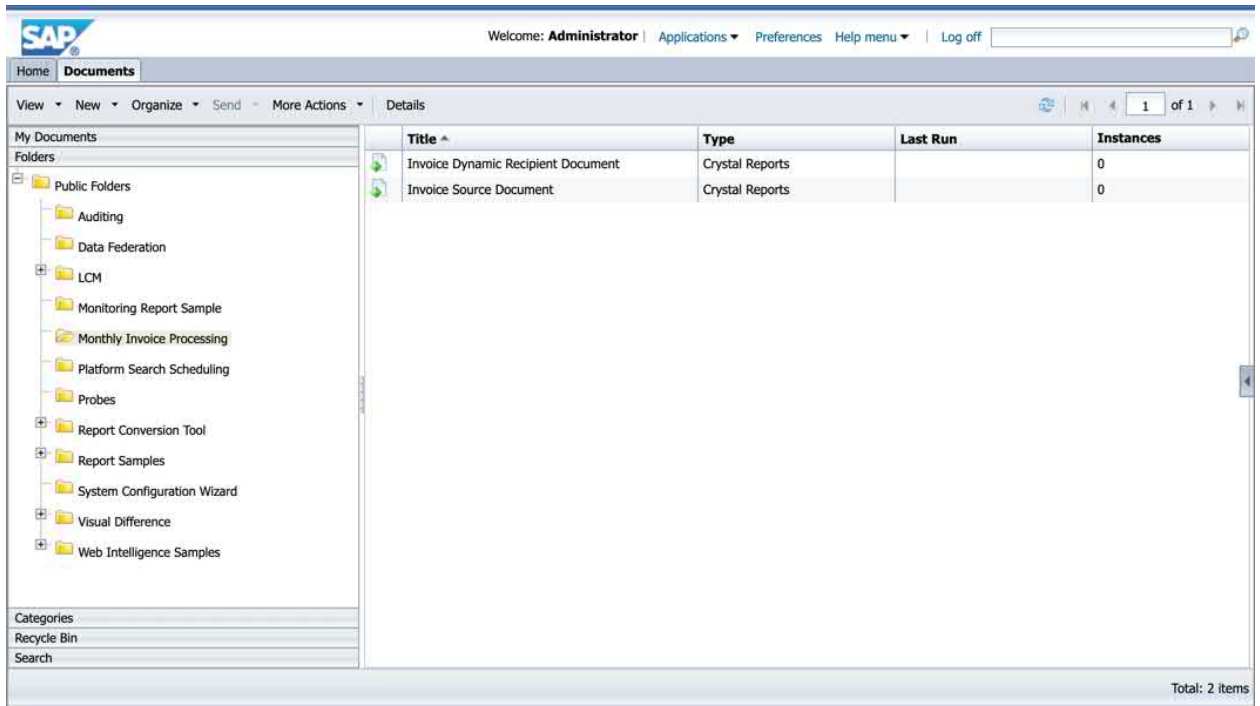 SAP
Welcome: Administrator | Applications Preferences Help menu | Log off
Home Documents
View New Organize Send More Actions Details 1 of 1
My Documents
Folders
Public Folders
Auditing
Data Federation
LCM
Monitoring Report Sample
Monthly Invoice Processing
Platform Search Scheduling
Probes
Report Conversion Tool
Report Samples
System Configuration Wizard
Visual Difference
Web Intelligence Samples
Categories
Recycle Bin
Search
Title Type Last Run Instances
Invoice Dynamic Recipient Document Crystal Reports 0
Invoice Source Document Crystal Reports 0
Total: 2 items